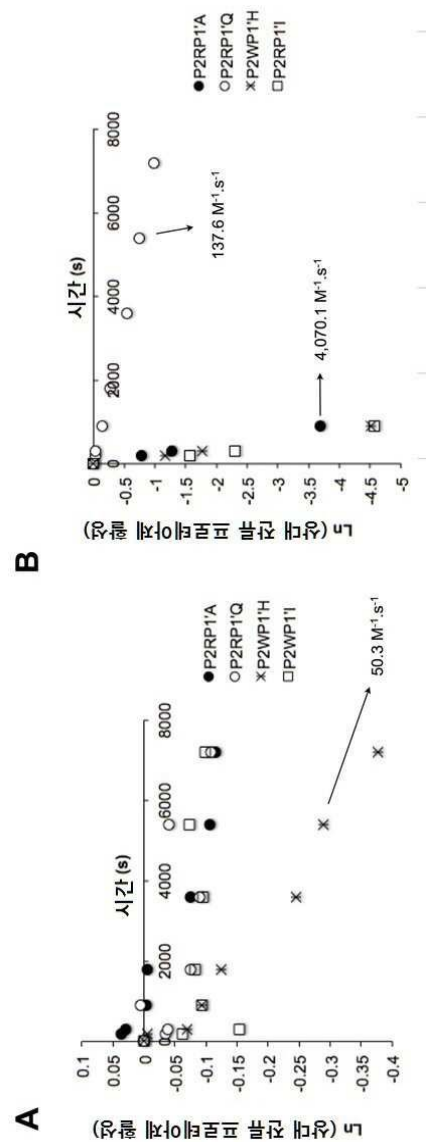 A
시간 (s)
0 2000 4000 6000 8000
0.1
0.05
0
-0.05
-0.1
-0.15
-0.2
-0.25
-0.3
-0.35
-0.4
Ln (상대 잔류 프로테아제 활성)
●P2RP1'A
○P2RP1'Q
✳P2WP1'H
□P2WP1'I
50.3 M⁻¹.s⁻¹
B
시간 (s)
0 2000 4000 6000 8000
0
-0.5
-1
-1.5
-2
-2.5
-3
-3.5
-4
-4.5
-5
Ln (상대 잔류 프로테아제 활성)
●P2RP1'A
○P2RP1'Q
✳P2WP1'H
□P2RP1'I
137.6 M⁻¹.s⁻¹
4,070.1 M⁻¹.s⁻¹